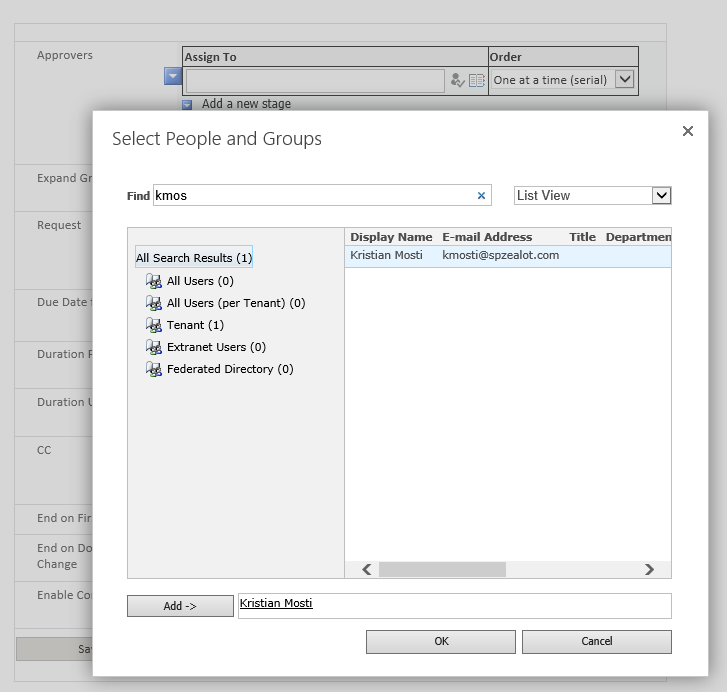 Approvers
Assign To
Order
One at a time (serial)
Add a new stage
Select People and Groups
Expand Gr
Find kmos
List View
Request
Display Name E-mail Address Title Departmen
All Search Results (1)
Kristian Mosti kmosti@spzealot.com
All Users (0)
All Users (per Tenant) (0)
Tenant (1)
Extranet Users (0)
Federated Directory (0)
Due Date
Duration
Duration
CC
End on Fir
End on Do
Change
Enable Co
Add ->
Kristian Mosti
Sa
OK
Cancel